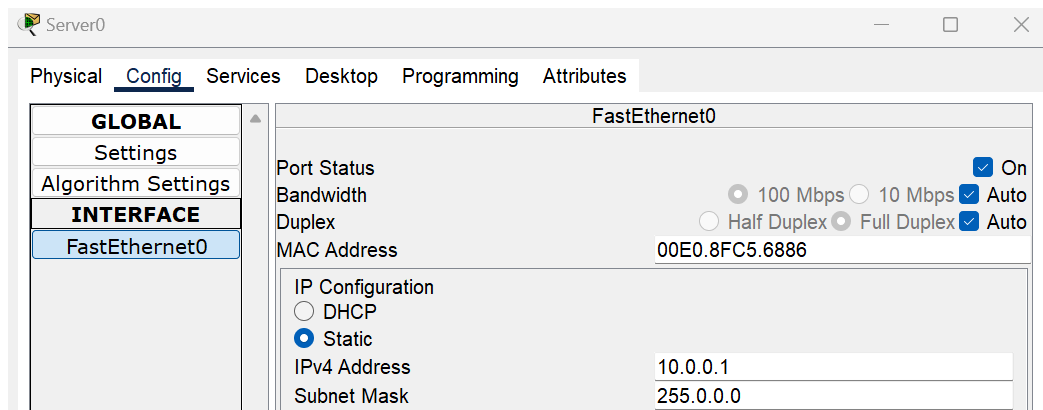 Server0
Physical Config Services Desktop Programming Attributes
GLOBAL
Settings
Algorithm Settings
INTERFACE
FastEthernet0
FastEthernet0
Port Status On
Bandwidth 100 Mbps 10 Mbps Auto
Duplex Half Duplex Full Duplex Auto
MAC Address 00E0.8FC5.6886
IP Configuration
DHCP
Static
IPv4 Address 10.0.0.1
Subnet Mask 255.0.0.0